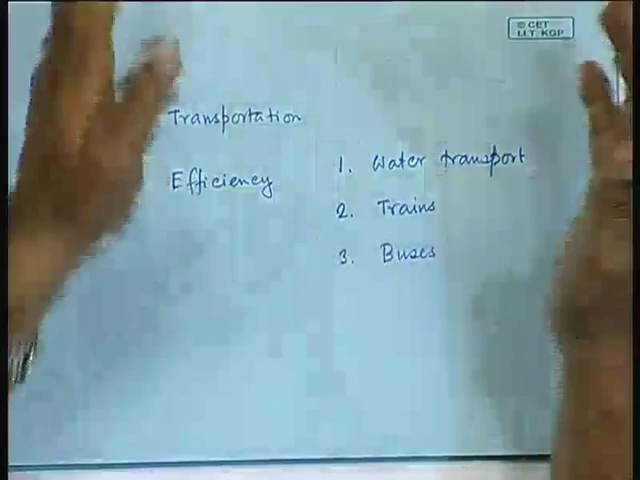 © CET
I.I.T. KGP
Transportation
Efficiency
1. Water transport
2. Trains
3. Buses